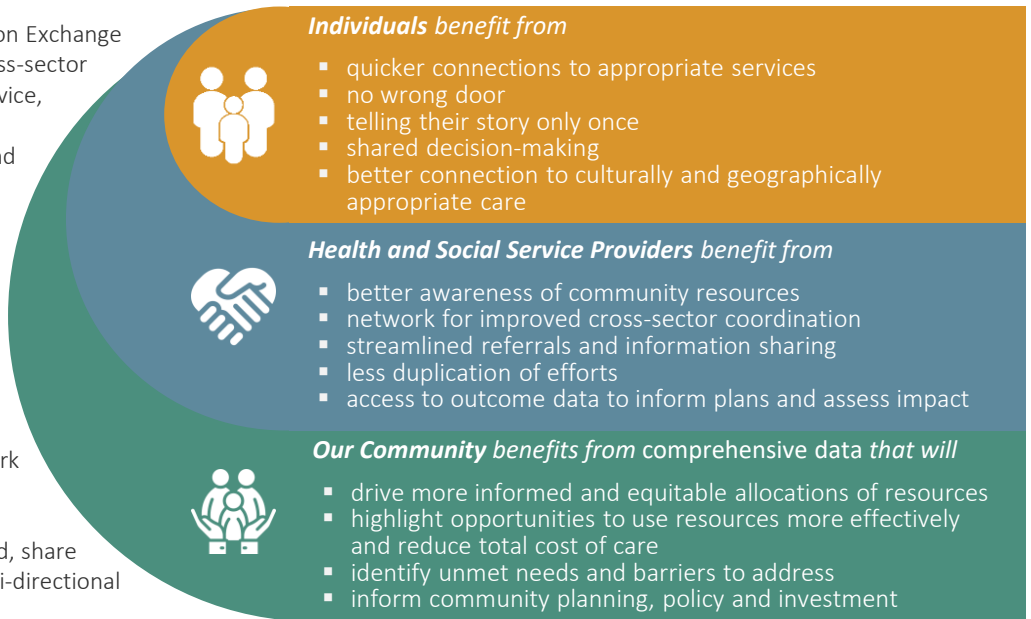 on Exchange
ss-sector
vice,
nd
rk
d, share
i-directional
Individuals benefit from
▪ quicker connections to appropriate services
▪ no wrong door
▪ telling their story only once
▪ shared decision-making
▪ better connection to culturally and geographically
appropriate care
Health and Social Service Providers benefit from
▪ better awareness of community resources
▪ network for improved cross-sector coordination
▪ streamlined referrals and information sharing
▪ less duplication of efforts
▪ access to outcome data to inform plans and assess impact
Our Community benefits from comprehensive data that will
▪ drive more informed and equitable allocations of resources
▪ highlight opportunities to use resources more effectively
and reduce total cost of care
▪ identify unmet needs and barriers to address
▪ inform community planning, policy and investment